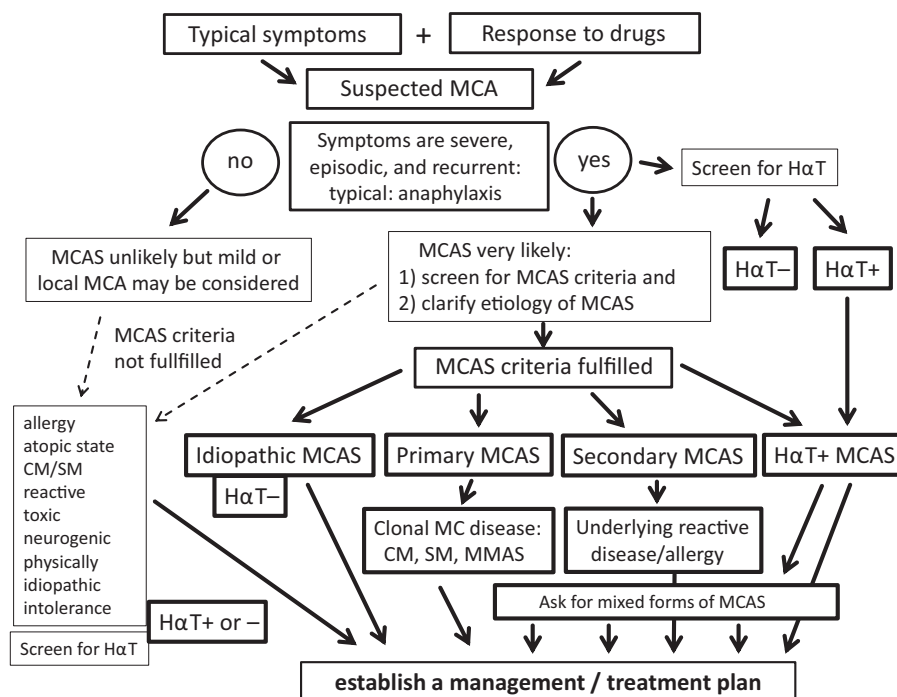 Typical symptoms
+
Response to drugs
Suspected MCA
no
Symptoms are severe,
episodic, and recurrent:
typical: anaphylaxis
yes
Screen for HαT
MCAS unlikely but mild or
local MCA may be considered
MCAS very likely:
1) screen for MCAS criteria and
2) clarify etiology of MCAS
HαT–
HαT+
MCAS criteria
not fullfilled
MCAS criteria fulfilled
allergy
atopic state
CM/SM
reactive
toxic
neurogenic
physically
idiopathic
intolerance
HαT+ or –
Screen for HαT
Idiopathic MCAS
HαT–
Primary MCAS
Secondary MCAS
HαT+ MCAS
Clonal MC disease:
CM, SM, MMAS
Underlying reactive
disease/allergy
Ask for mixed forms of MCAS
establish a management / treatment plan